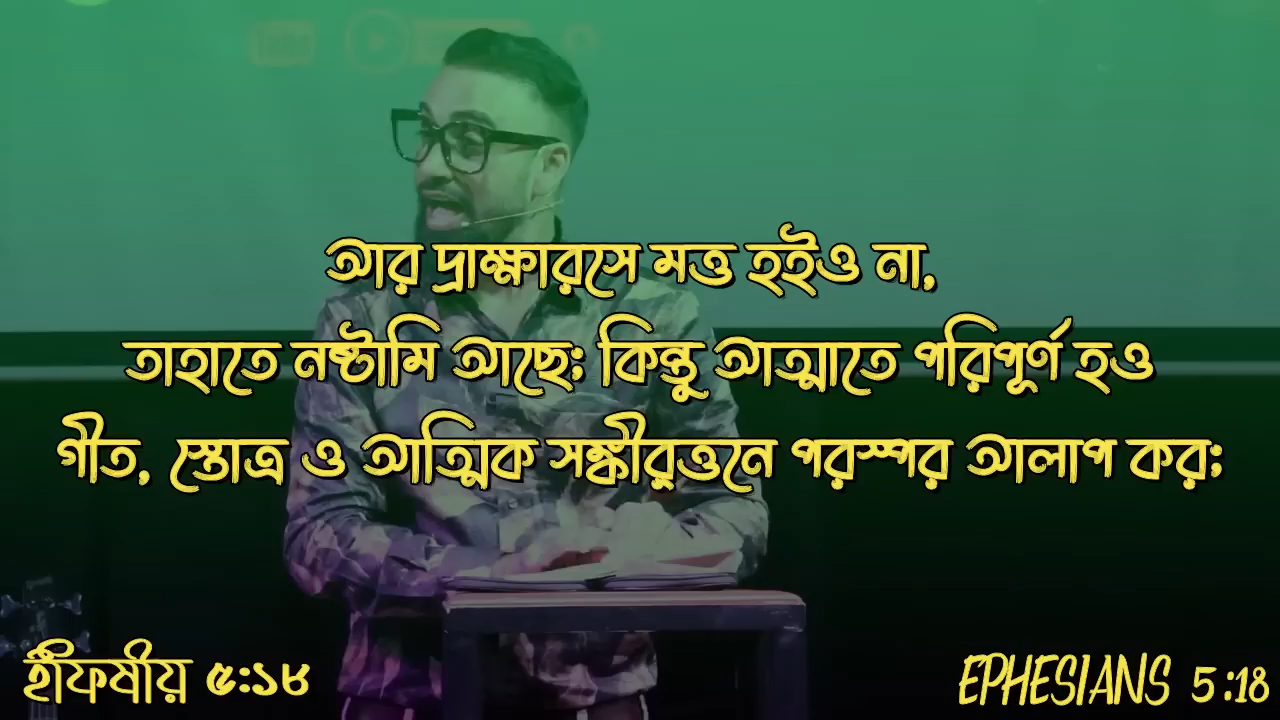 আর দ্রাক্ষারসে মত্ত হইও না,
তাহাতে নষ্টামি আছে; কিন্তু আত্মাতে পরিপূর্ণ হও
গীত, স্তোত্র ও আত্মিক সঙ্কীর্ত্তনে পরস্পর আলাপ কর;
ইফিষীয় ৫:১৮
EPHESIANS 5:18